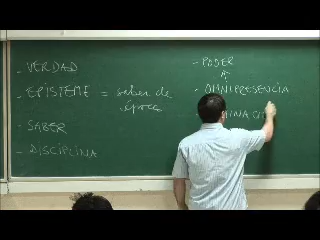 - VERDAD
- EPISTEME = saber de época
- SABER
- DISCIPLINA
- PODER
- OMNIPRESENCIA